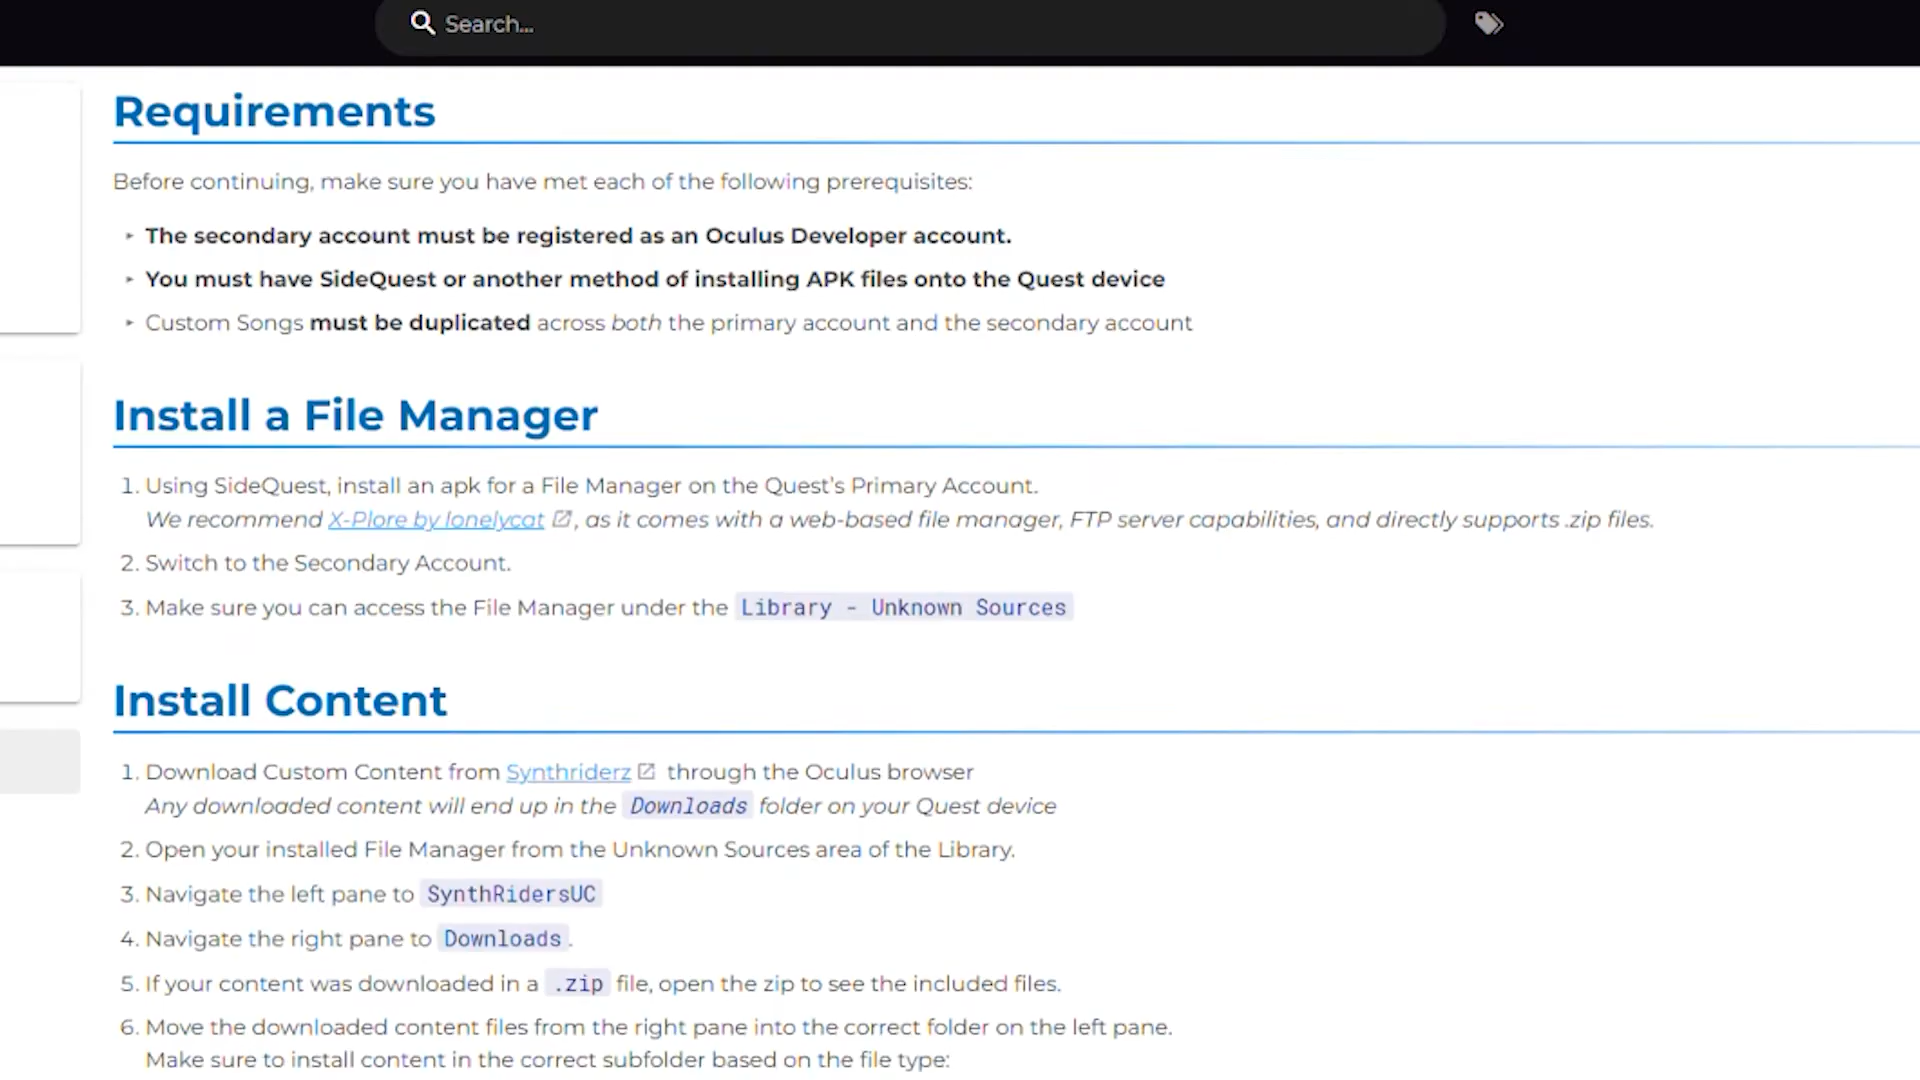 Search...
Requirements
Before continuing, make sure you have met each of the following prerequisites:
‣ The secondary account must be registered as an Oculus Developer account.
‣ You must have SideQuest or another method of installing APK files onto the Quest device
‣ Custom Songs must be duplicated across both the primary account and the secondary account
Install a File Manager
1. Using SideQuest, install an apk for a File Manager on the Quest's Primary Account.
We recommend X-Plore by lonelycat, as it comes with a web-based file manager, FTP server capabilities, and directly supports .zip files.
2. Switch to the Secondary Account.
3. Make sure you can access the File Manager under the Library - Unknown Sources
Install Content
1. Download Custom Content from Synthriderz through the Oculus browser
Any downloaded content will end up in the Downloads folder on your Quest device
2. Open your installed File Manager from the Unknown Sources area of the Library.
3. Navigate the left pane to SynthRidersUC
4. Navigate the right pane to Downloads.
5. If your content was downloaded in a .zip file, open the zip to see the included files.
6. Move the downloaded content files from the right pane into the correct folder on the left pane.
Make sure to install content in the correct subfolder based on the file type: